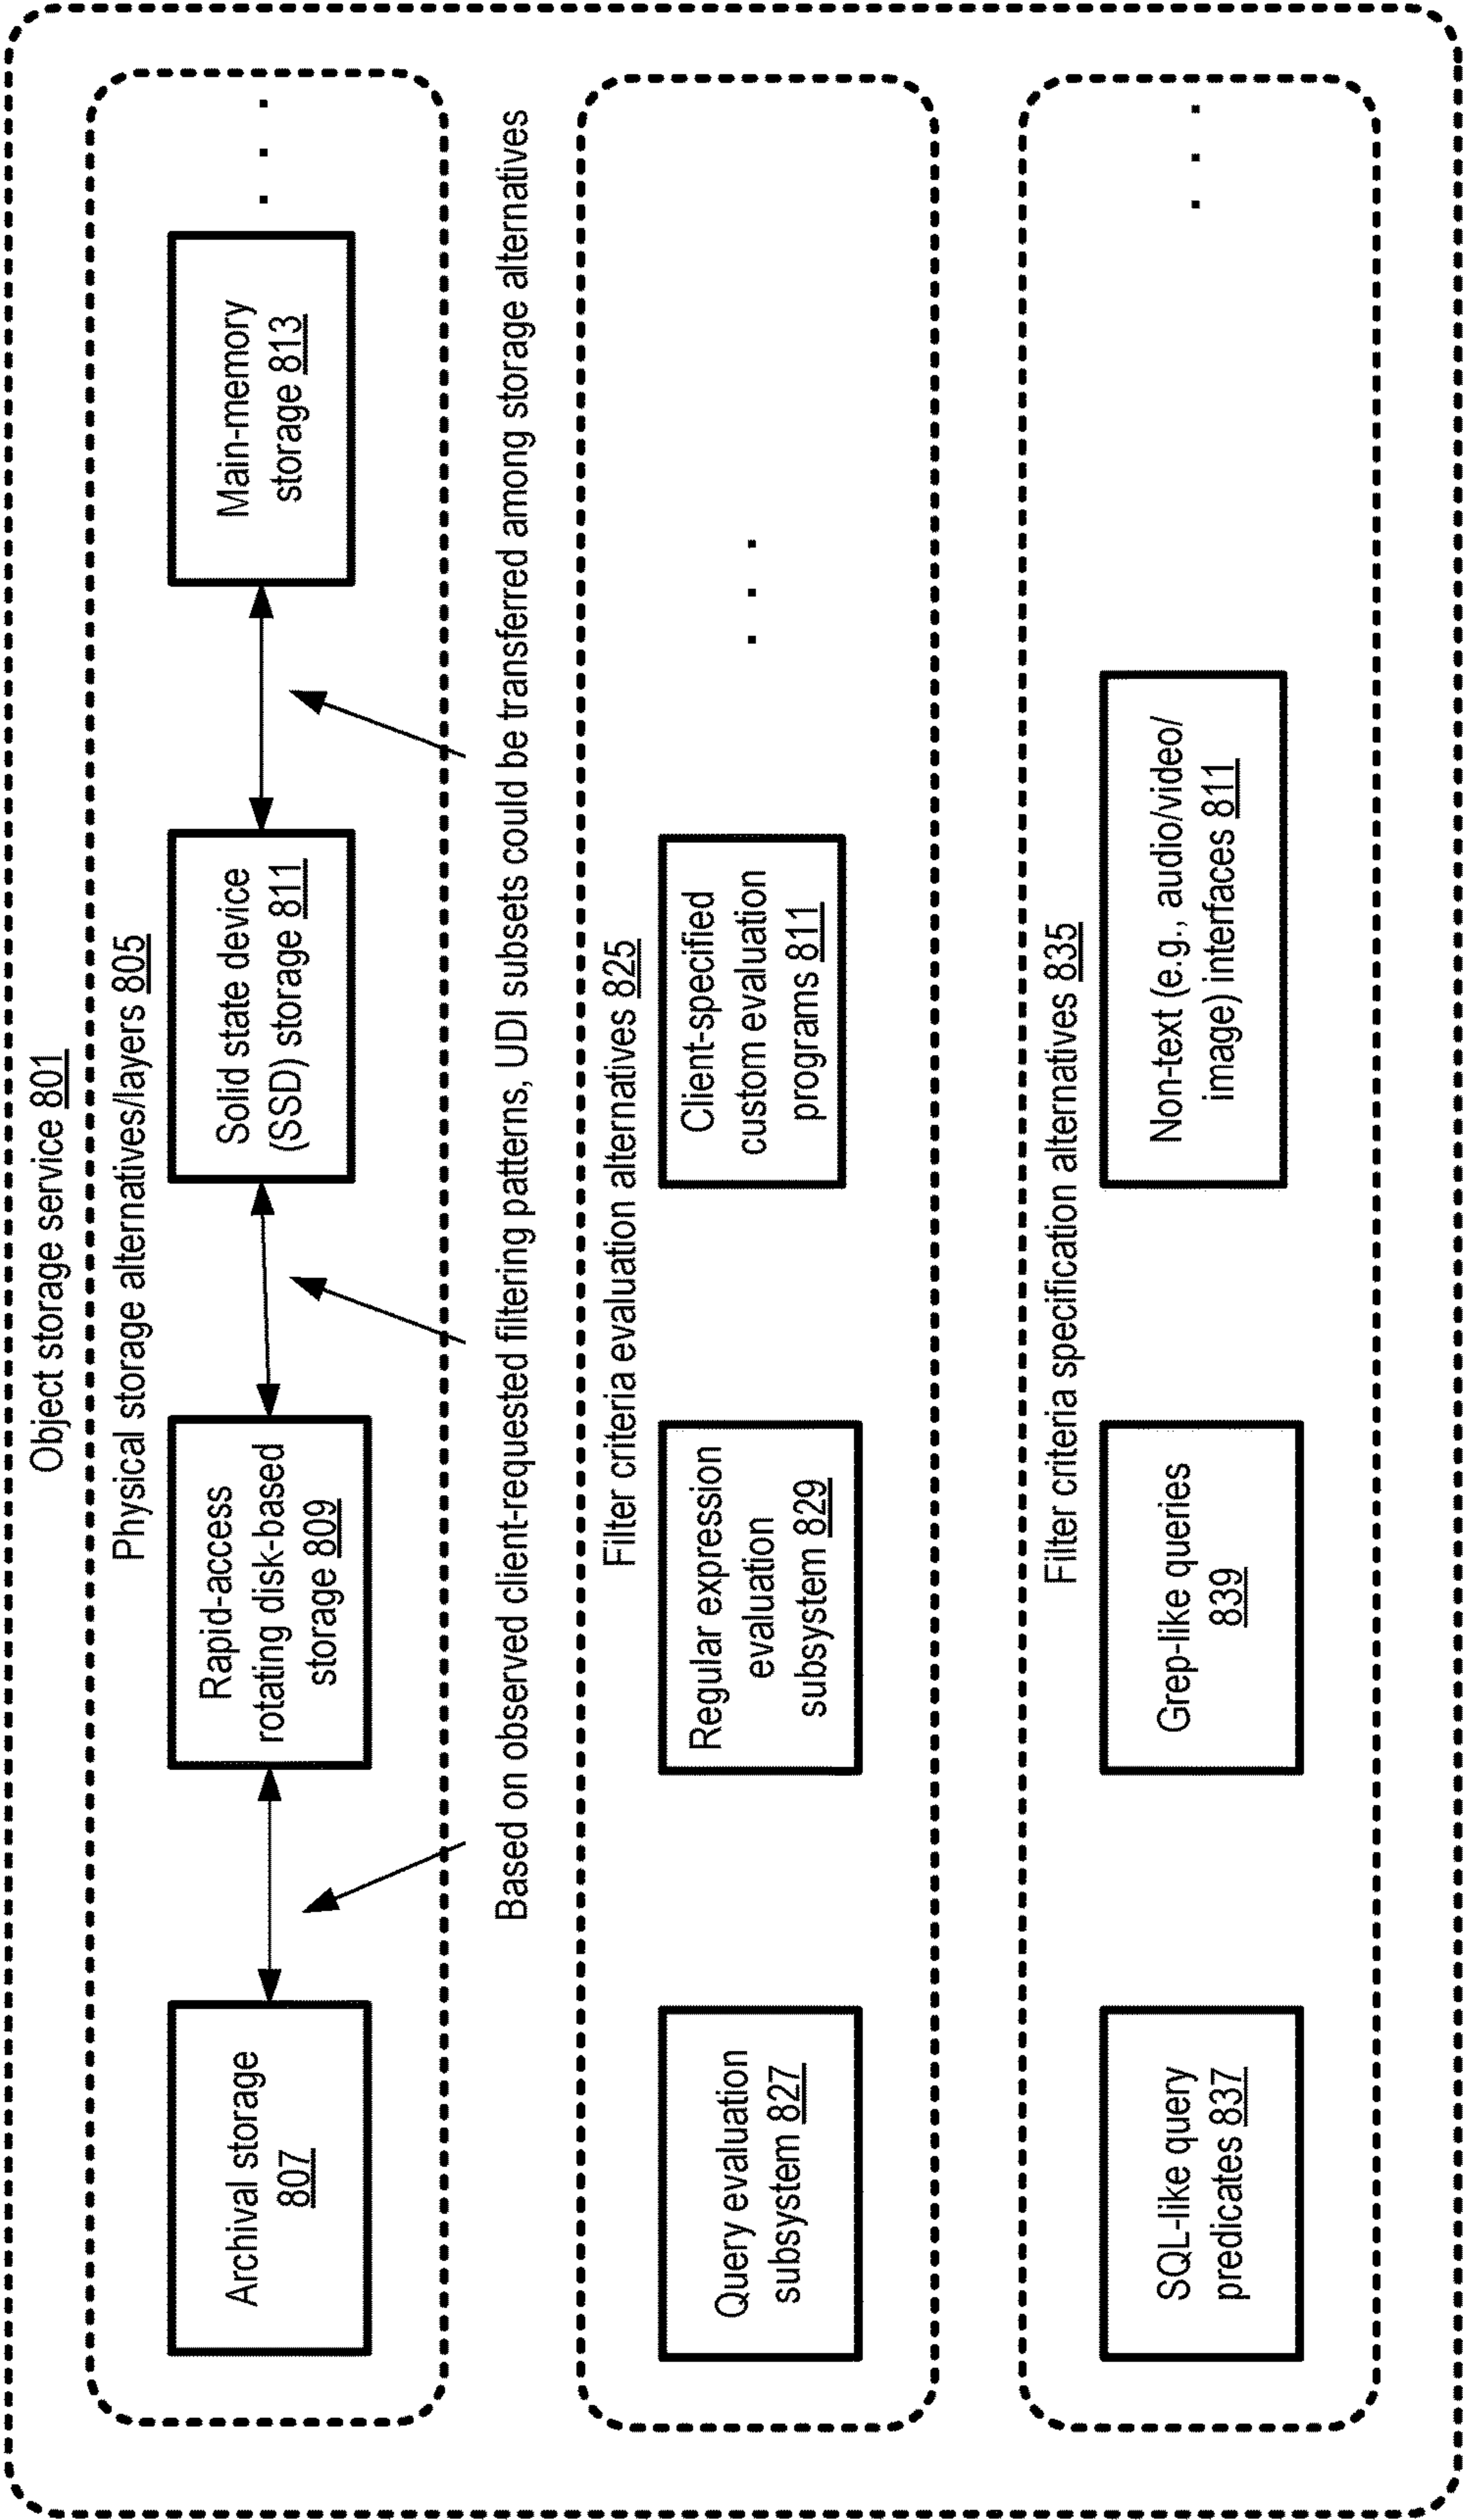 Object storage service 801
Physical storage alternatives/layers 805
Archival storage
807
Rapid-access
rotating disk-based
storage 809
Solid state device
(SSD) storage 811
Main-memory
storage 813
. . .
Based on observed client-requested filtering patterns, UDI subsets could be transferred among storage alternatives
Filter criteria evaluation alternatives 825
Query evaluation
subsystem 827
Regular expression
evaluation
subsystem 829
Client-specified
custom evaluation
programs 811
. . .
Filter criteria specification alternatives 835
SQL-like query
predicates 837
Grep-like queries
839
Non-text (e.g., audio/video/
image) interfaces 811
. . .